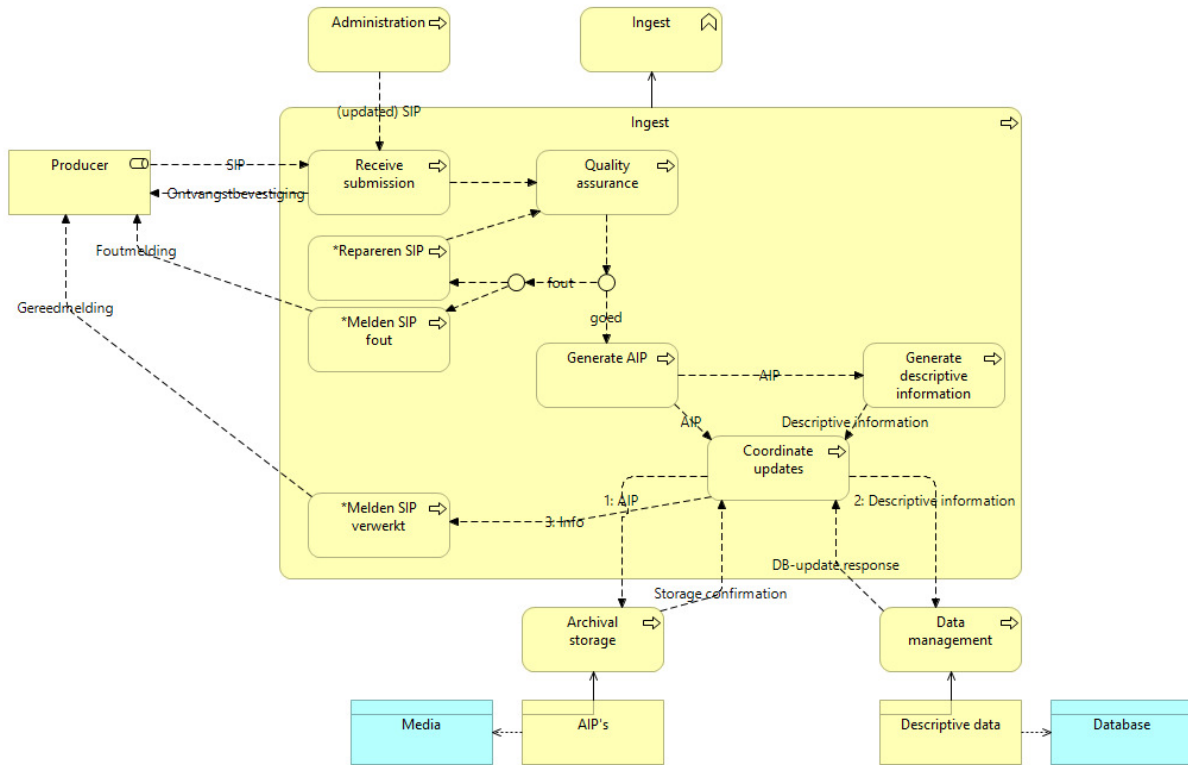 Administration
Ingest
(updated) SIP
Ingest
Producer
SIP
Receive
submission
Quality
assurance
Ontvangstbevestiging
*Repareren SIP
Foutmelding
fout
Gereedmelding
*Melden SIP
fout
goed
Generate AIP
AIP
Generate
descriptive
information
AIP
Descriptive information
Coordinate
updates
1: AIP
2: Descriptive information
*Melden SIP
verwerkt
3: Info
DB-update response
Storage confirmation
Archival
storage
Data
management
Media
AIP's
Descriptive data
Database